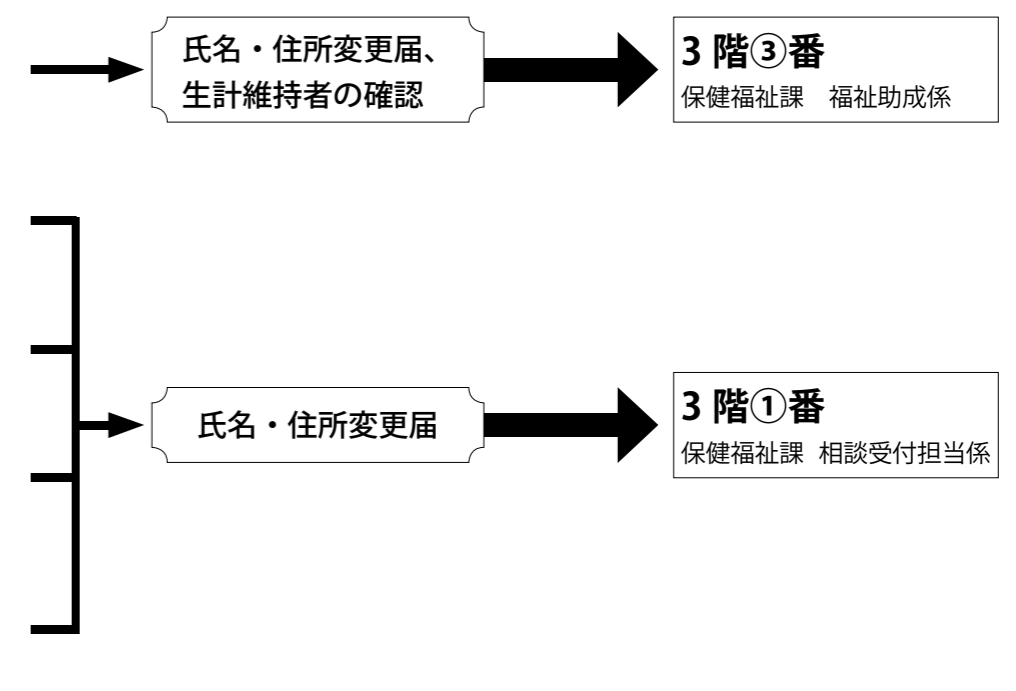 氏名・住所変更届、
生計維持者の確認
3 階③番
保健福祉課　福祉助成係
氏名・住所変更届
3 階①番
保健福祉課 相談受付担当係